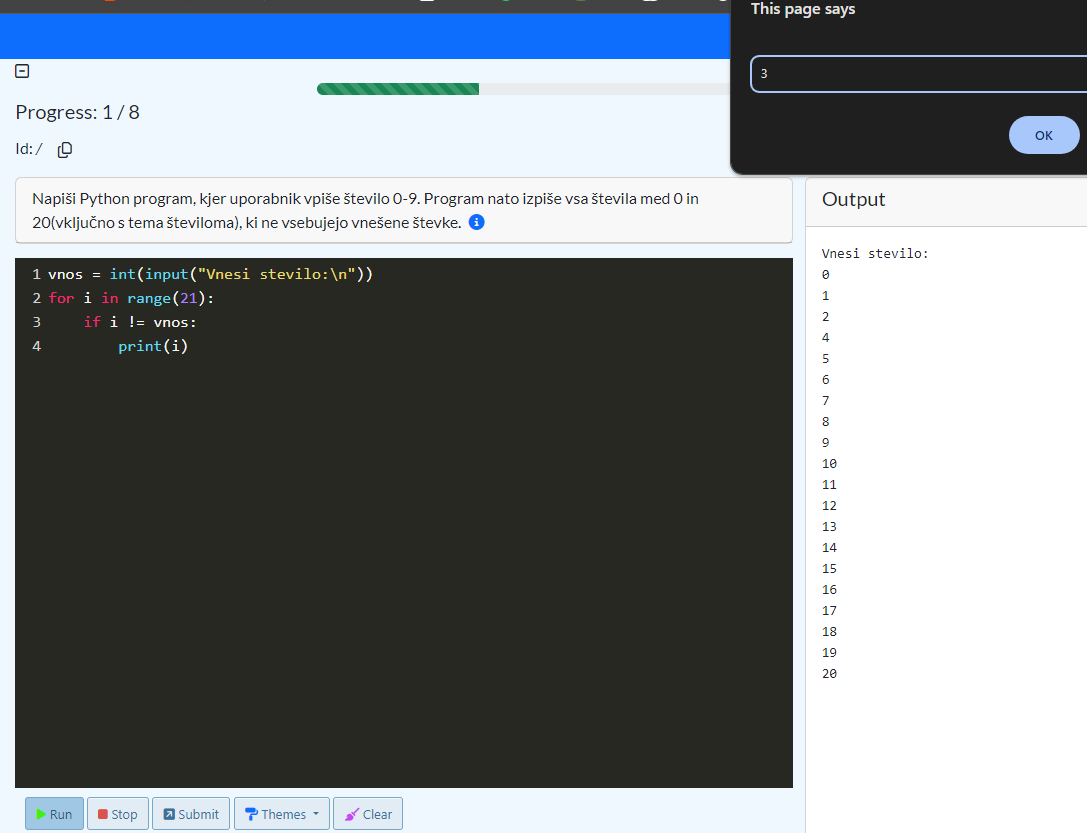 This page says
3
OK
Progress: 1 / 8
Id: /
Napiši Python program, kjer uporabnik vpiše število 0-9. Program nato izpiše vsa števila med 0 in
20(vključno s tema številoma), ki ne vsebujejo vnešene števke.
1 vnos = int(input("Vnesi stevilo:\n"))
2 for i in range(21):
3     if i != vnos:
4         print(i)
Run
Stop
Submit
Themes
Clear
Output
Vnesi stevilo:
0
1
2
4
5
6
7
8
9
10
11
12
13
14
15
16
17
18
19
20